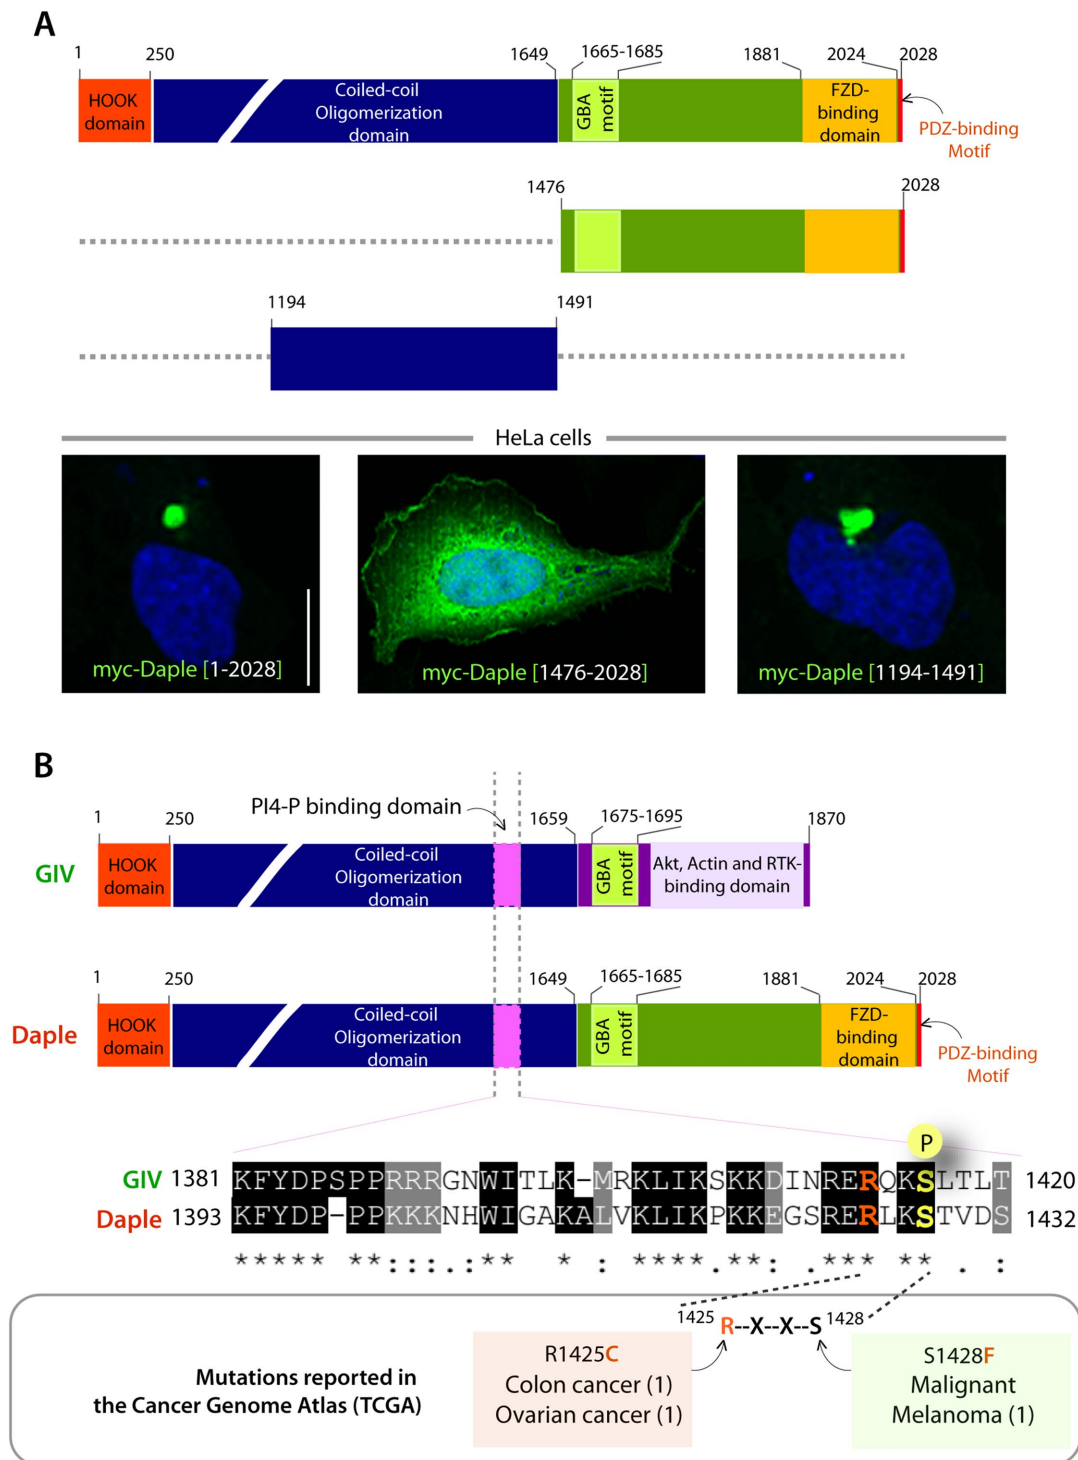 A
1 250 1649 1665-1685 1881 2024 2028
HOOK domain
Coiled-coil Oligomerization domain
GBA motif
FZD-binding domain
PDZ-binding Motif
1476 2028
1194 1491
HeLa cells
myc-Daple [1-2028]
myc-Daple [1476-2028]
myc-Daple [1194-1491]
B
PI4-P binding domain
1 250 1659 1675-1695 1870
GIV
HOOK domain
Coiled-coil Oligomerization domain
GBA motif
Akt, Actin and RTK-binding domain
1 250 1649 1665-1685 1881 2024 2028
Daple
HOOK domain
Coiled-coil Oligomerization domain
GBA motif
FZD-binding domain
PDZ-binding Motif
P
GIV 1381 KFYDPSPPRRRGNWITLK-MRKLIKSKKDINRERQKSLTLT 1420
Daple 1393 KFYDP-PPKKKNHWIGAKALVKLIKPKKEGSRERLKSTVDS 1432
***** **:::.:** * : ****.**: .*** ** . :
1425 R--X--X--S 1428
Mutations reported in
the Cancer Genome Atlas (TCGA)
R1425C
Colon cancer (1)
Ovarian cancer (1)
S1428F
Malignant
Melanoma (1)